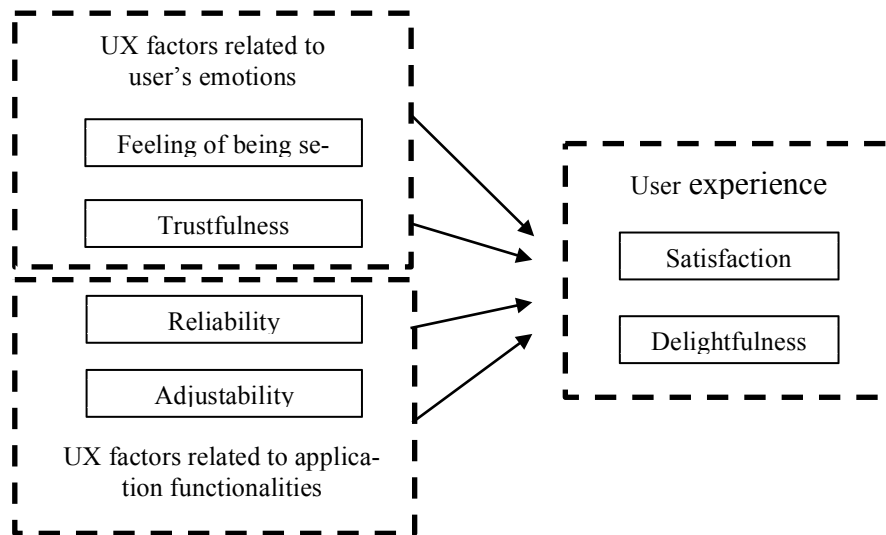 UX factors related to
user's emotions
Feeling of being se-
Trustfulness
Reliability
Adjustability
UX factors related to applica-
tion functionalities
User experience
Satisfaction
Delightfulness